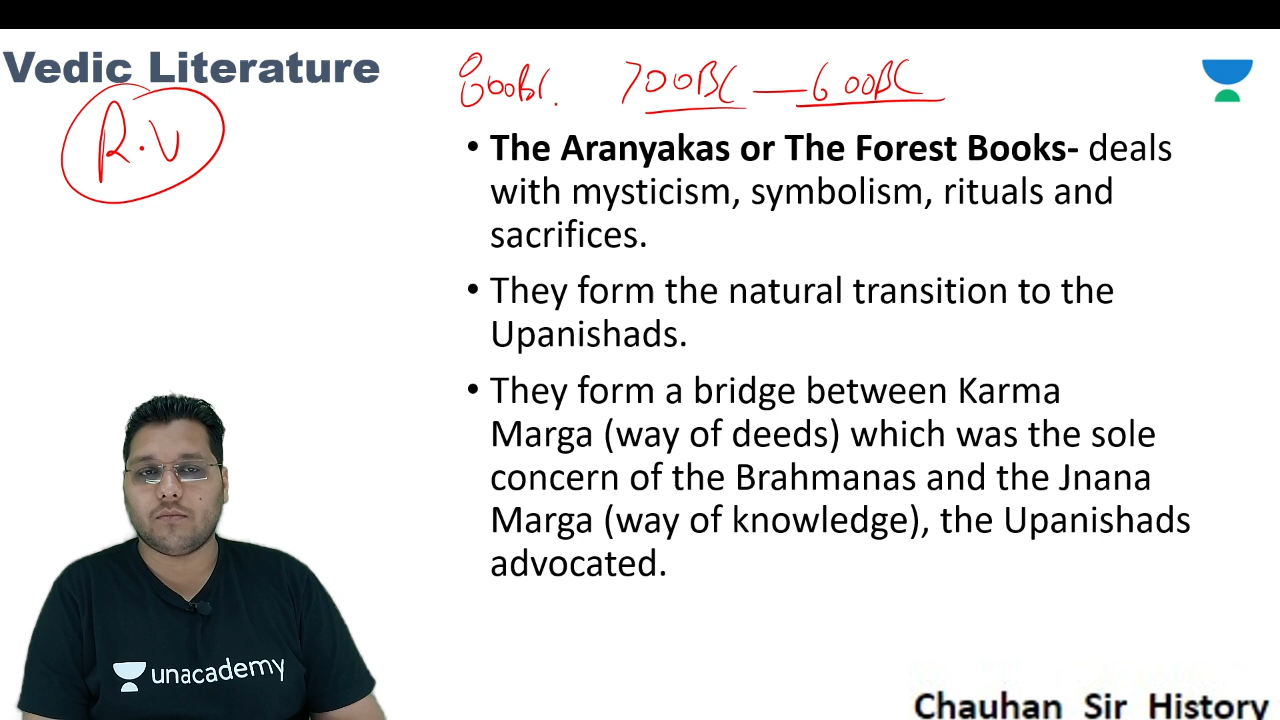 Vedic Literature
800BC. 700BC — 600BC
R.V
• The Aranyakas or The Forest Books- deals
with mysticism, symbolism, rituals and
sacrifices.
• They form the natural transition to the
Upanishads.
• They form a bridge between Karma
Marga (way of deeds) which was the sole
concern of the Brahmanas and the Jnana
Marga (way of knowledge), the Upanishads
advocated.
unacademy
Chauhan Sir History